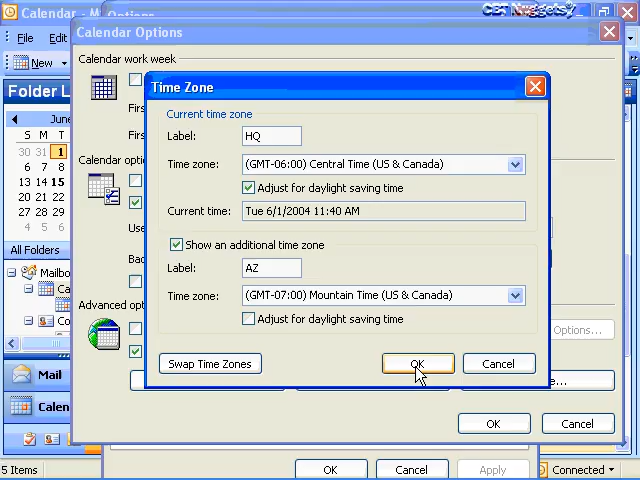 Calendar - M
Options
CBT Nuggets
File Edit
Calendar Options
New
Calendar work week
Folder L
Time Zone
June
Firs
Current time zone
S M T
Label: HQ
30 31 1
6 7 8
Firs
13 14 15
Calendar optio
Time zone: (GMT-06:00) Central Time (US & Canada)
20 21 22
Adjust for daylight saving time
27 28 29
Current time: Tue 6/1/2004 11:40 AM
4 5 6
Use
All Folders
Show an additional time zone
Mailbo
Bac
Label: AZ
Ca
Time zone: (GMT-07:00) Mountain Time (US & Canada)
Advanced opt
Co
Adjust for daylight saving time
Options...
Swap Time Zones OK Cancel
Mail
e...
Calen
OK Cancel
5 Items
OK Cancel Apply
Connected